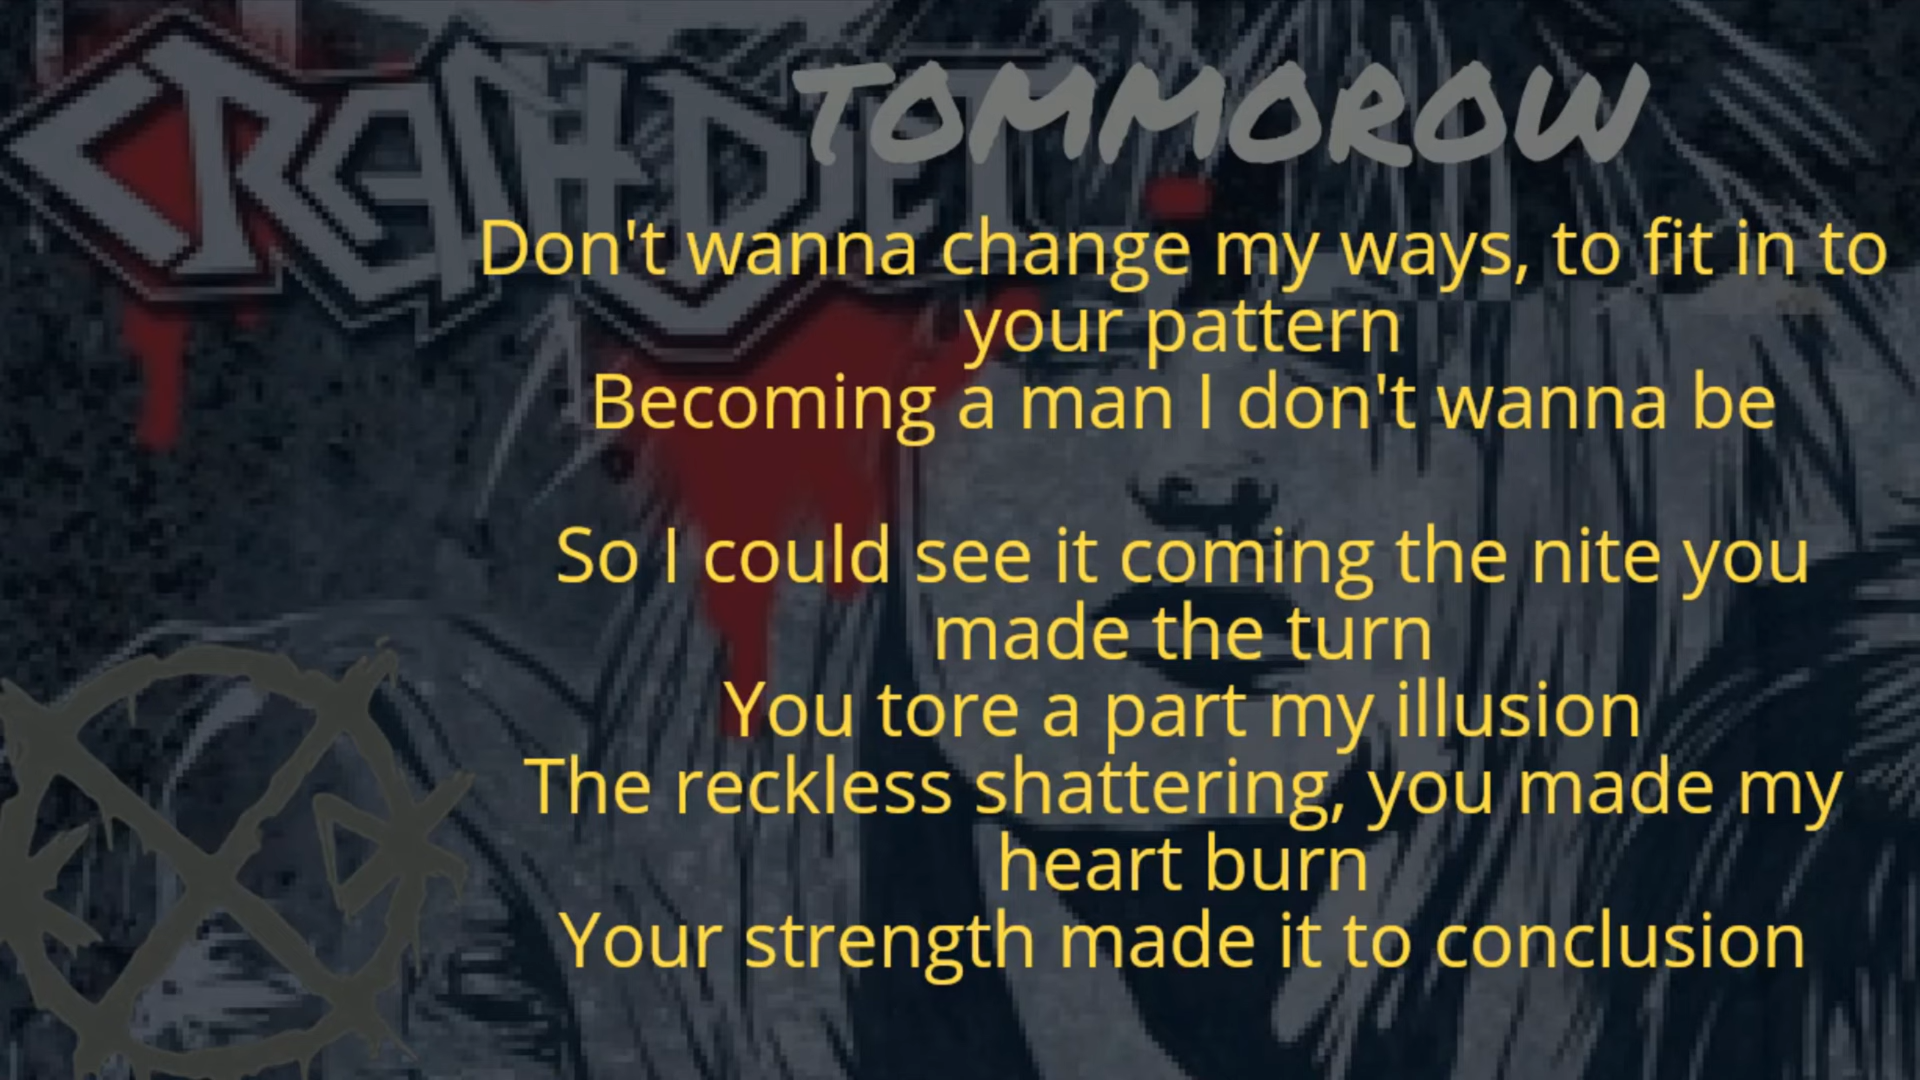 CRASHDÏET
TOMMOROW
Don't wanna change my ways, to fit in to
your pattern
Becoming a man I don't wanna be
So I could see it coming the nite you
made the turn
You tore a part my illusion
The reckless shattering, you made my
heart burn
Your strength made it to conclusion